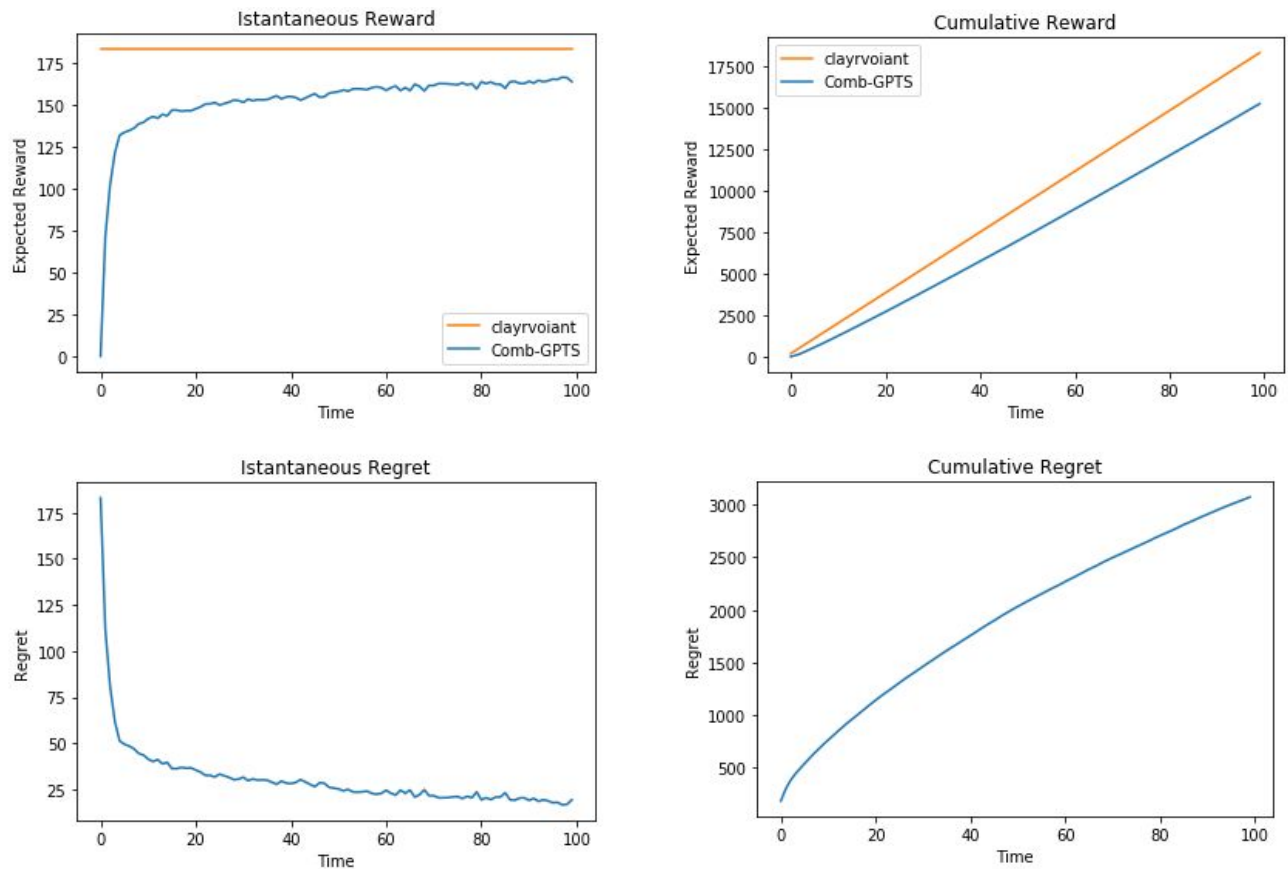 Istantaneous Reward
Expected Reward
175
150
125
100
75
50
25
0
clayrvoiant
Comb-GPTS
0 20 40 60 80 100
Time
Cumulative Reward
Expected Reward
17500
15000
12500
10000
7500
5000
2500
0
clayrvoiant
Comb-GPTS
0 20 40 60 80 100
Time
Istantaneous Regret
Regret
175
150
125
100
75
50
25
0 20 40 60 80 100
Time
Cumulative Regret
Regret
3000
2500
2000
1500
1000
500
0 20 40 60 80 100
Time